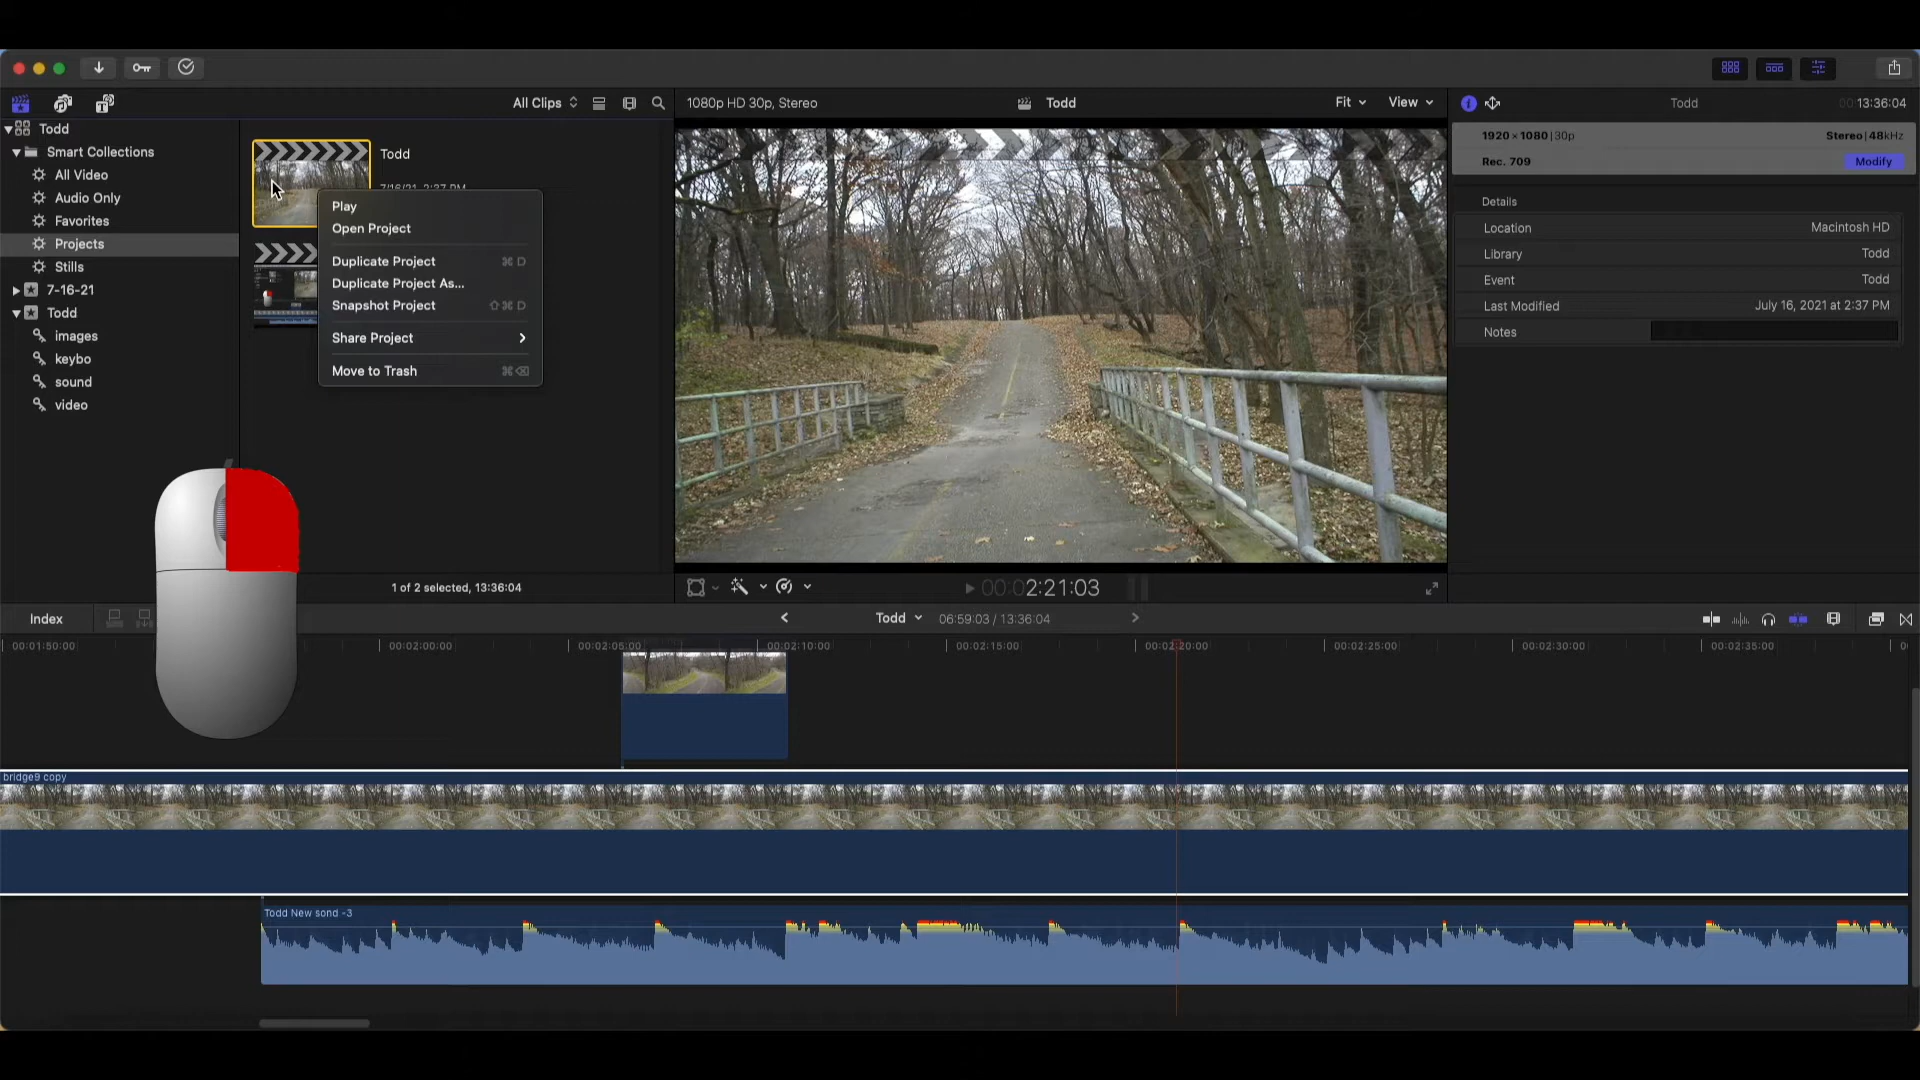 All Clips
1080p HD 30p, Stereo
Todd
Fit
View
Todd
00:13:36:04
Todd
Smart Collections
All Video
Audio Only
Favorites
Projects
Stills
7-16-21
Todd
images
keybo
sound
video
Todd
7/16/21, 2:37 PM
Play
Open Project
Duplicate Project ⌘ D
Duplicate Project As...
Snapshot Project ⇧⌘ D
Share Project
Move to Trash ⌘⌫
1920 × 1080 | 30p
Stereo | 48kHz
Rec. 709
Modify
Details
Location Macintosh HD
Library Todd
Event Todd
Last Modified July 16, 2021 at 2:37 PM
Notes
1 of 2 selected, 13:36:04
00:02:21:03
Index
Todd
06:59:03 / 13:36:04
00:01:50:00
00:02:00:00
00:02:05:00
00:02:10:00
00:02:15:00
00:02:20:00
00:02:25:00
00:02:30:00
00:02:35:00
bridge9 copy
Todd New sond -3